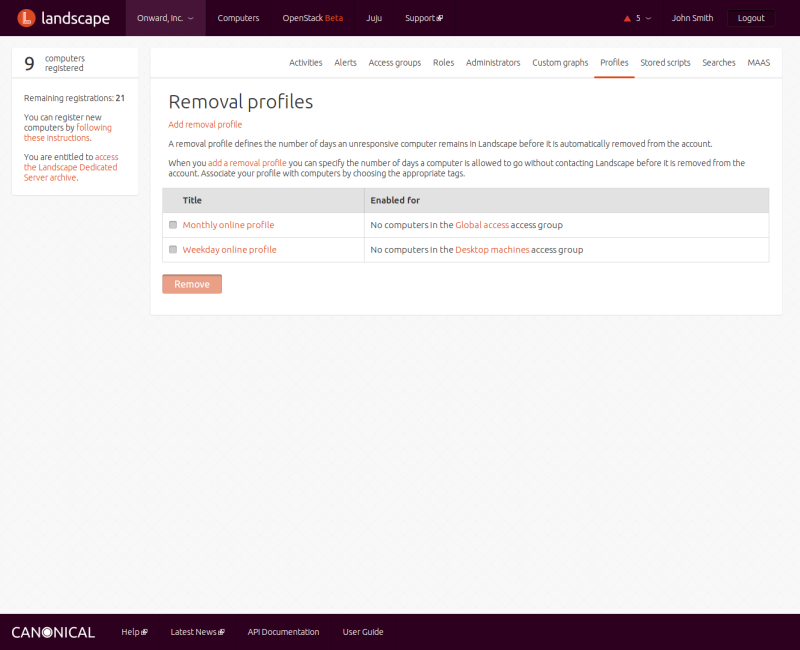 landscape
Onward, Inc.
Computers
OpenStack Beta
Juju
Support
5
John Smith
Logout
9 computers
registered
Remaining registrations: 21
You can register new
computers by following
these instructions.
You are entitled to access
the Landscape Dedicated
Server archive.
Activities
Alerts
Access groups
Roles
Administrators
Custom graphs
Profiles
Stored scripts
Searches
MAAS
Removal profiles
Add removal profile
A removal profile defines the number of days an unresponsive computer remains in Landscape before it is automatically removed from the account.
When you add a removal profile you can specify the number of days a computer is allowed to go without contacting Landscape before it is removed from the
account. Associate your profile with computers by choosing the appropriate tags.
Title Enabled for
Monthly online profile No computers in the Global access access group
Weekday online profile No computers in the Desktop machines access group
Remove
CANONICAL
Help
Latest News
API Documentation
User Guide